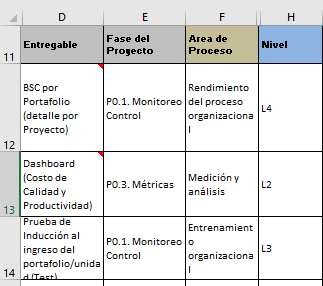 D E F H
11 Entregable Fase del Proyecto Area de Proceso Nivel
12 BSC por Portafolio (detalle por Proyecto) P0.1. Monitoreo Control Rendimiento del proceso organizacional L4
13 Dashboard (Costo de Calidad y Productividad) P0.3. Métricas Medición y análisis L2
14 Prueba de Inducción al ingreso del portafolio/unidad (Test) P0.1. Monitoreo Control Entrenamiento organizacional L3